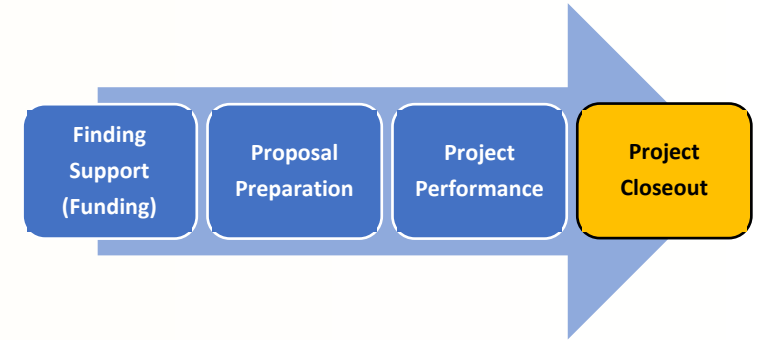 Finding
Support
(Funding)
Proposal
Preparation
Project
Performance
Project
Closeout